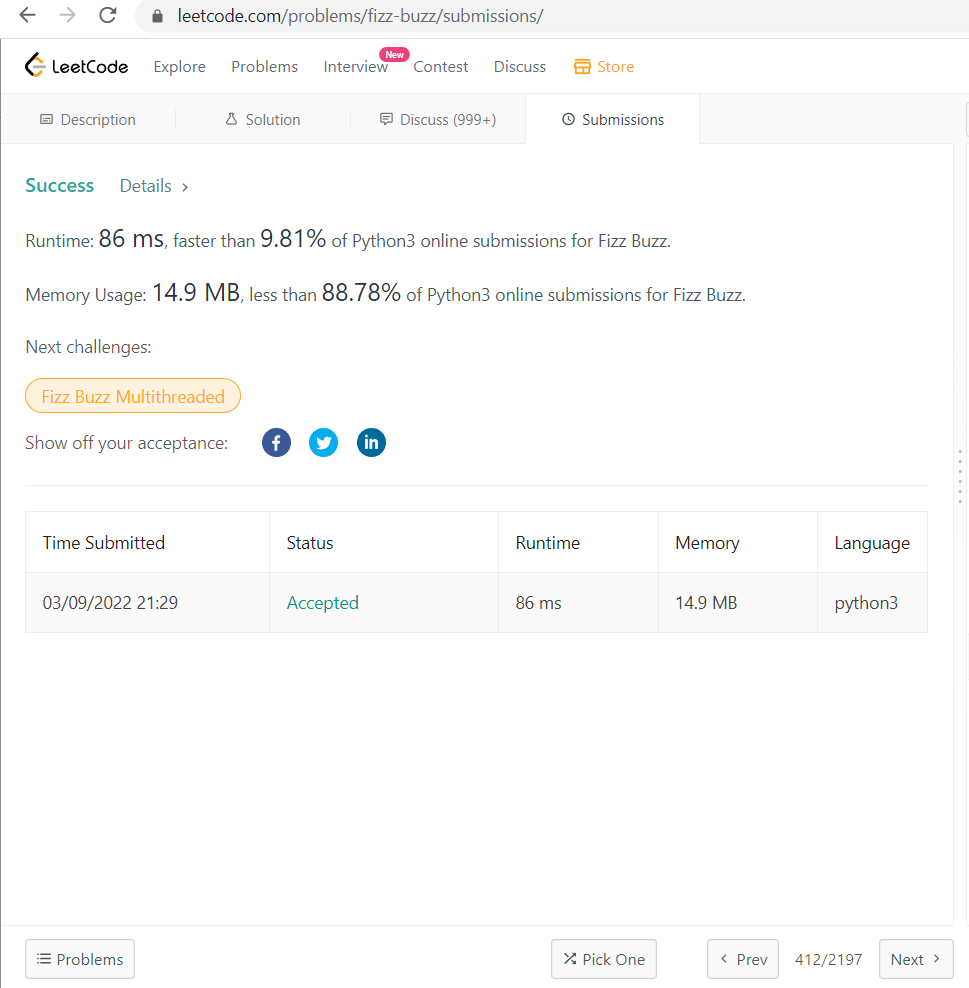 leetcode.com/problems/fizz-buzz/submissions/
LeetCode Explore Problems Interview New Contest Discuss Store
Description Solution Discuss (999+) Submissions
Success Details
Runtime: 86 ms, faster than 9.81% of Python3 online submissions for Fizz Buzz.
Memory Usage: 14.9 MB, less than 88.78% of Python3 online submissions for Fizz Buzz.
Next challenges:
Fizz Buzz Multithreaded
Show off your acceptance:
Time Submitted Status Runtime Memory Language
03/09/2022 21:29 Accepted 86 ms 14.9 MB python3
Problems Pick One Prev 412/2197 Next